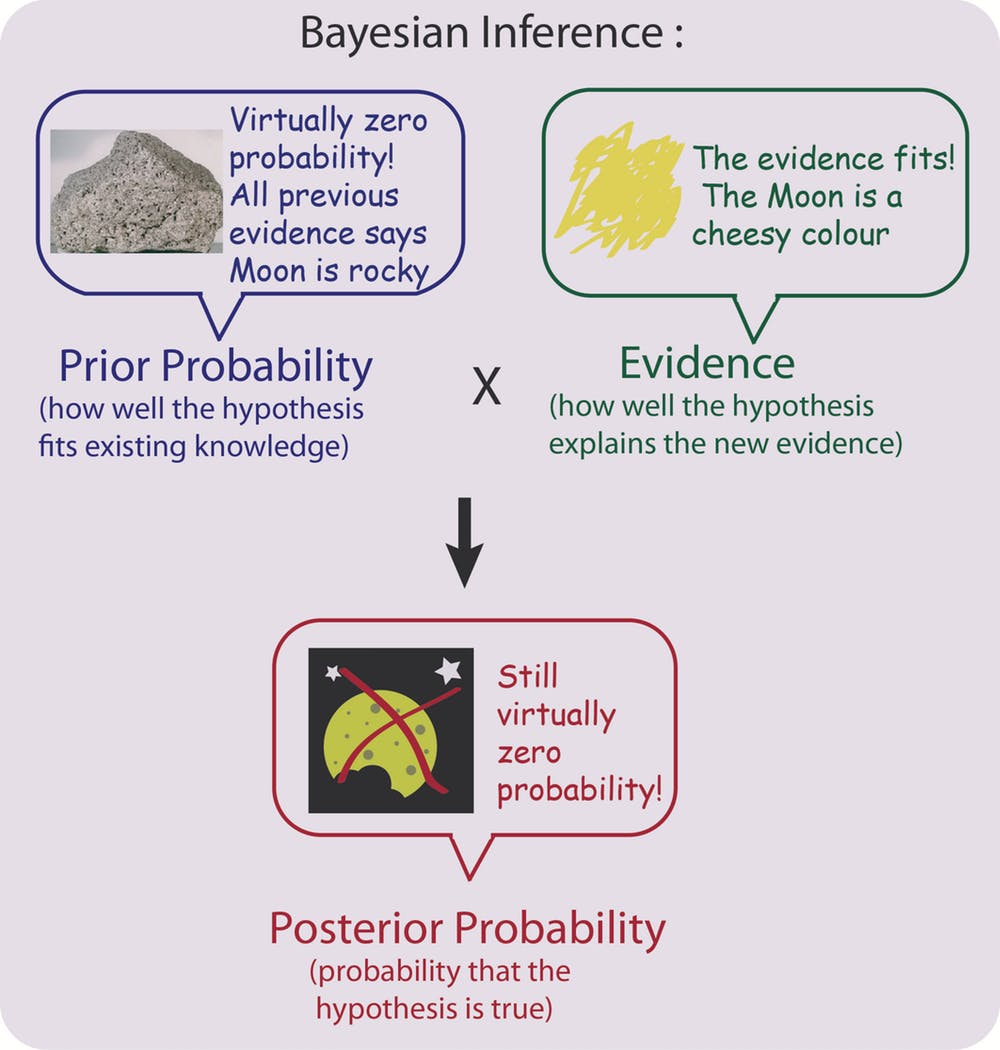 Bayesian Inference :
Virtually zero
probability!
All previous
evidence says
Moon is rocky
The evidence fits!
The Moon is a
cheesy colour
Prior Probability
(how well the hypothesis
fits existing knowledge)
X
Evidence
(how well the hypothesis
explains the new evidence)
Still
virtually
zero
probability!
Posterior Probability
(probability that the
hypothesis is true)